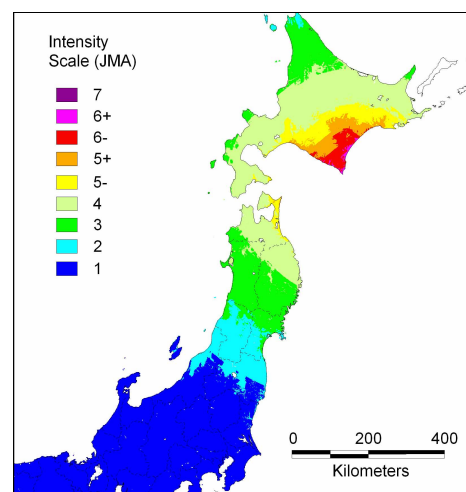 Intensity
Scale (JMA)
7
6+
6-
5+
5-
4
3
2
1
0 200 400
Kilometers